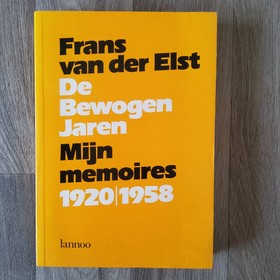 Frans
van der Elst
De
Bewogen
Jaren
Mijn
memoires
1920|1958
lannoo